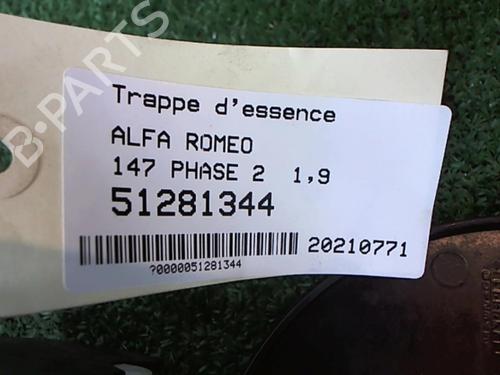 B-PARTS
Trappe d'essence
ALFA ROMEO
147 PHASE 2 1,9
51281344
20210771
?0000051281344